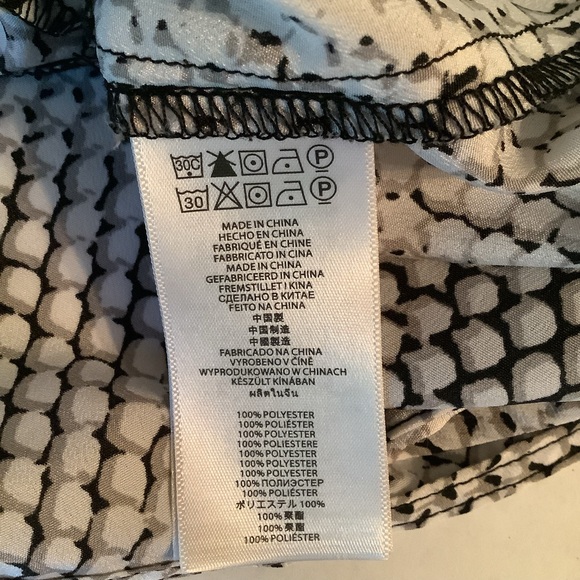 30C P
30 P
MADE IN CHINA
HECHO EN CHINA
FABRIQUÉ EN CHINE
FABBRICATO IN CINA
MADE IN CHINA
GEFABRICEERD IN CHINA
FREMSTILLET I KINA
СДЕЛАНО В КИТАЕ
FEITO NA CHINA
中国製
中国制造
中國製造
FABRICADO NA CHINA
VYROBENO V ČÍNĚ
WYPRODUKOWANO W CHINACH
KÉSZÜLT KÍNÁBAN
ผลิตในจีน
100% POLYESTER
100% POLIÉSTER
100% POLYESTER
100% POLIESTERE
100% POLYESTER
100% POLYESTER
100% POLYESTER
100% ПОЛИЭСТЕР
100% POLIÉSTER
ポリエステル 100%
100% 聚酯
100% 聚酯
100% POLIÉSTER